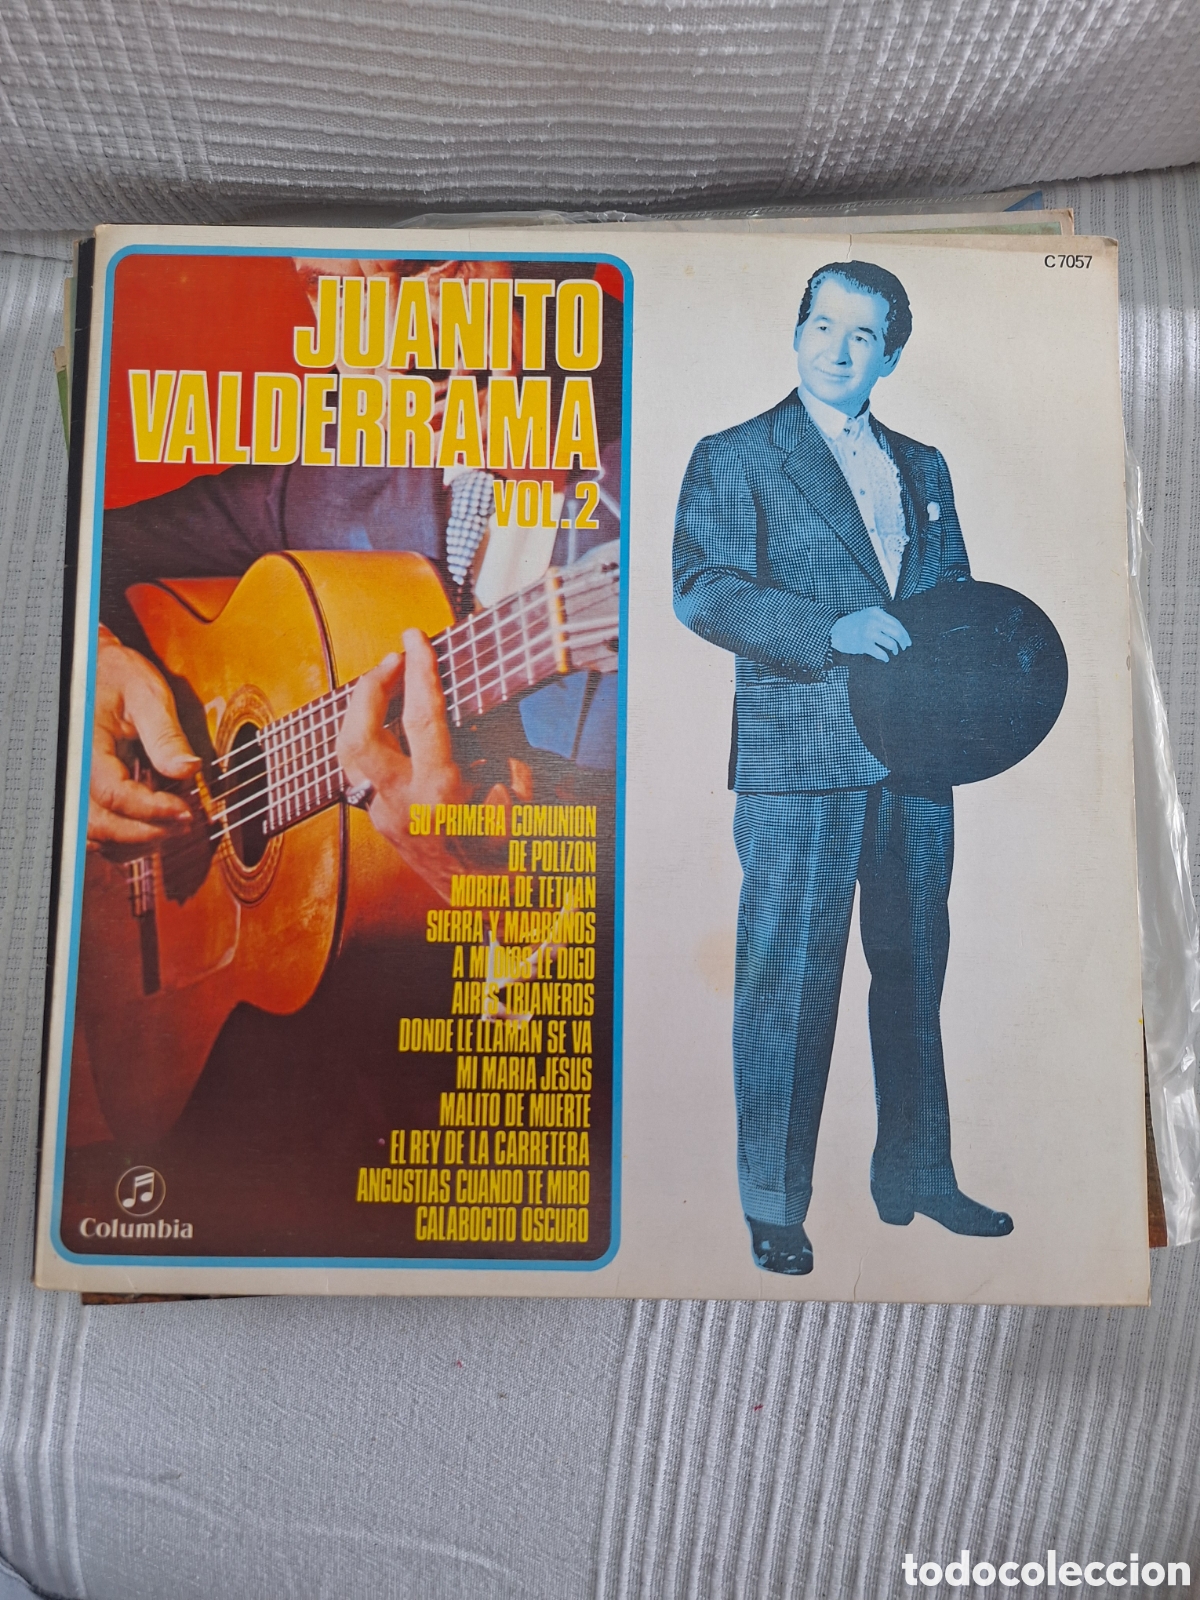 C 7057
JUANITO
VALDERRAMA
VOL.2
SU PRIMERA COMUNION
DE POLIZON
MORITA DE TETUAN
SIERRA Y MADROÑOS
A MI DIOS LE DIGO
AIRES TRIANEROS
DONDE LE LLAMAN SE VA
MI MARIA JESUS
MALITO DE MUERTE
EL REY DE LA CARRETERA
ANGUSTIAS CUANDO TE MIRO
CALABOCITO OSCURO
Columbia
todocoleccion